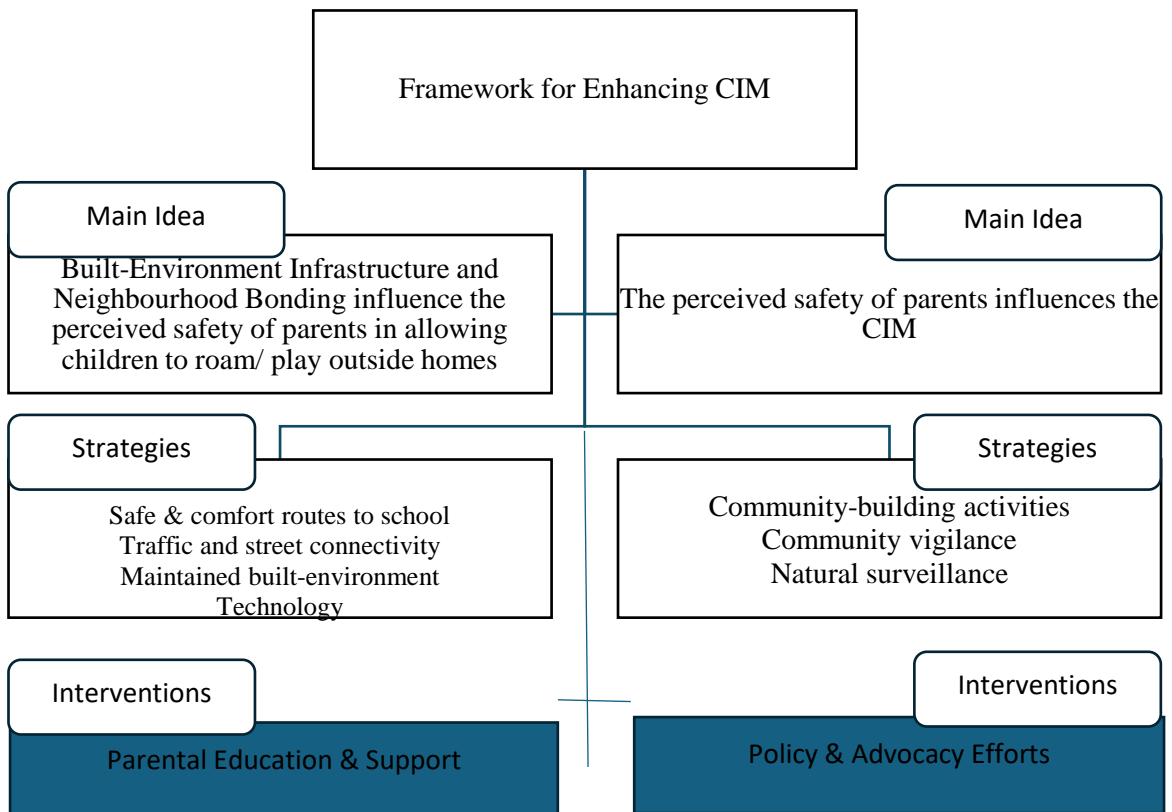 Framework for Enhancing CIM
Main Idea
Built-Environment Infrastructure and
Neighbourhood Bonding influence the
perceived safety of parents in allowing
children to roam/ play outside homes
Main Idea
The perceived safety of parents influences the
CIM
Strategies
Safe & comfort routes to school
Traffic and street connectivity
Maintained built-environment
Technology
Strategies
Community-building activities
Community vigilance
Natural surveillance
Interventions
Parental Education & Support
Interventions
Policy & Advocacy Efforts